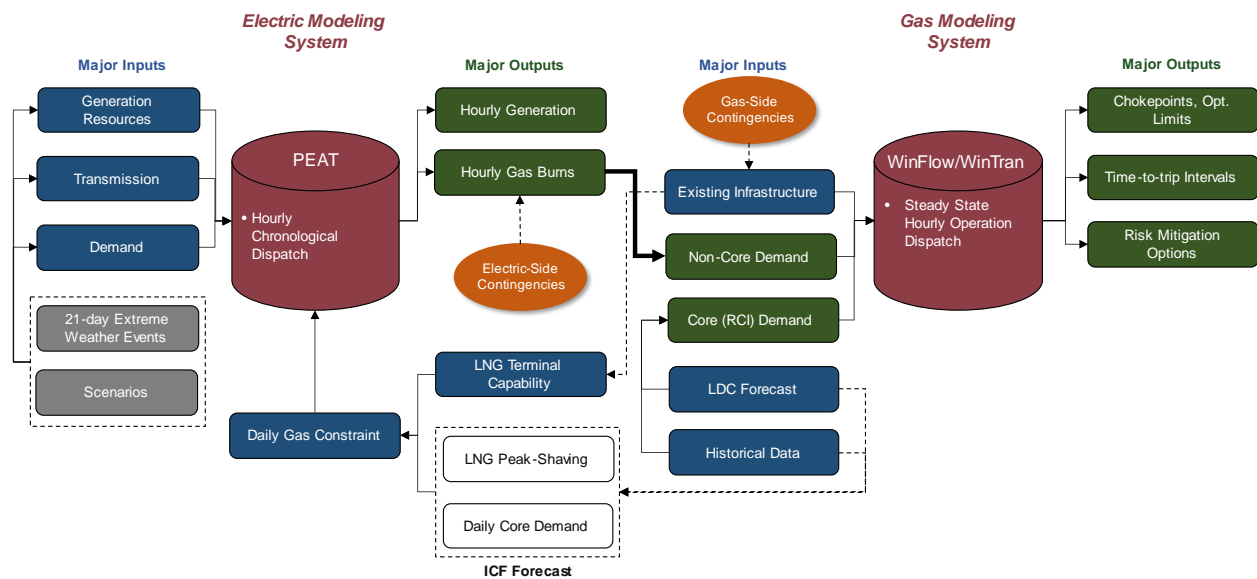 Electric Modeling
System
Gas Modeling
System
Major Inputs
Major Outputs
Major Inputs
Major Outputs
Generation
Resources
Transmission
Demand
21-day Extreme
Weather Events
Scenarios
PEAT
• Hourly
Chronological
Dispatch
Hourly Generation
Hourly Gas Burns
Electric-Side
Contingencies
LNG Terminal
Capability
Daily Gas Constraint
LNG Peak-Shaving
Daily Core Demand
ICF Forecast
Gas-Side
Contingencies
Existing Infrastructure
Non-Core Demand
Core (RCI) Demand
LDC Forecast
Historical Data
WinFlow/WinTran
• Steady State
Hourly Operation
Dispatch
Chokepoints, Opt.
Limits
Time-to-trip Intervals
Risk Mitigation
Options